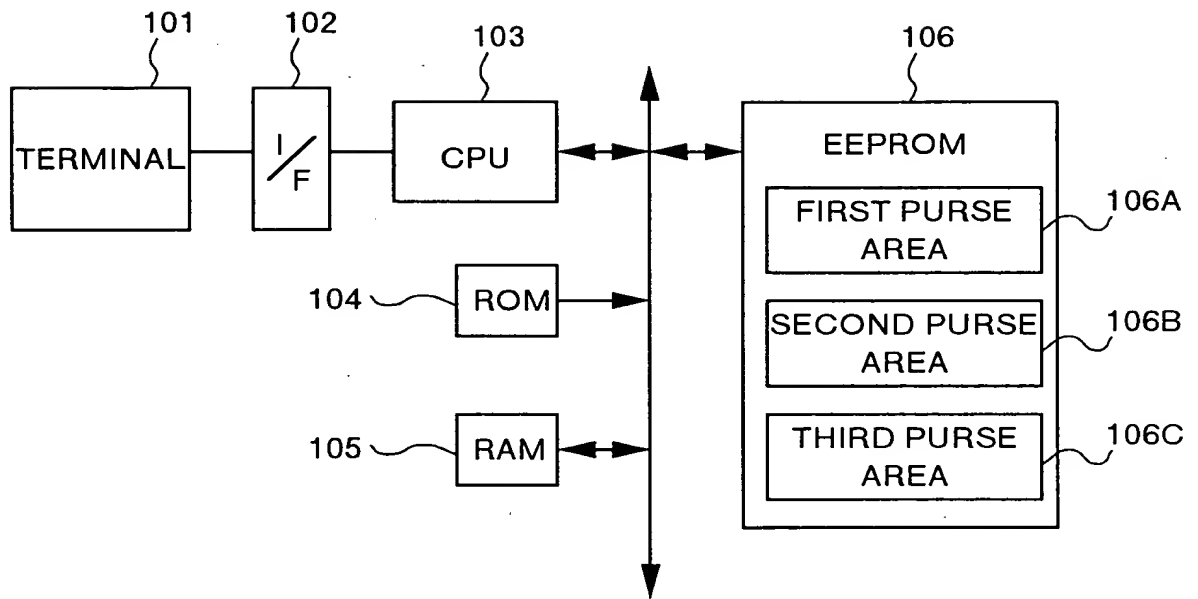 101
102
103
106
TERMINAL
I/F
CPU
EEPROM
FIRST PURSE
AREA
106A
104
ROM
SECOND PURSE
AREA
106B
105
RAM
THIRD PURSE
AREA
106C